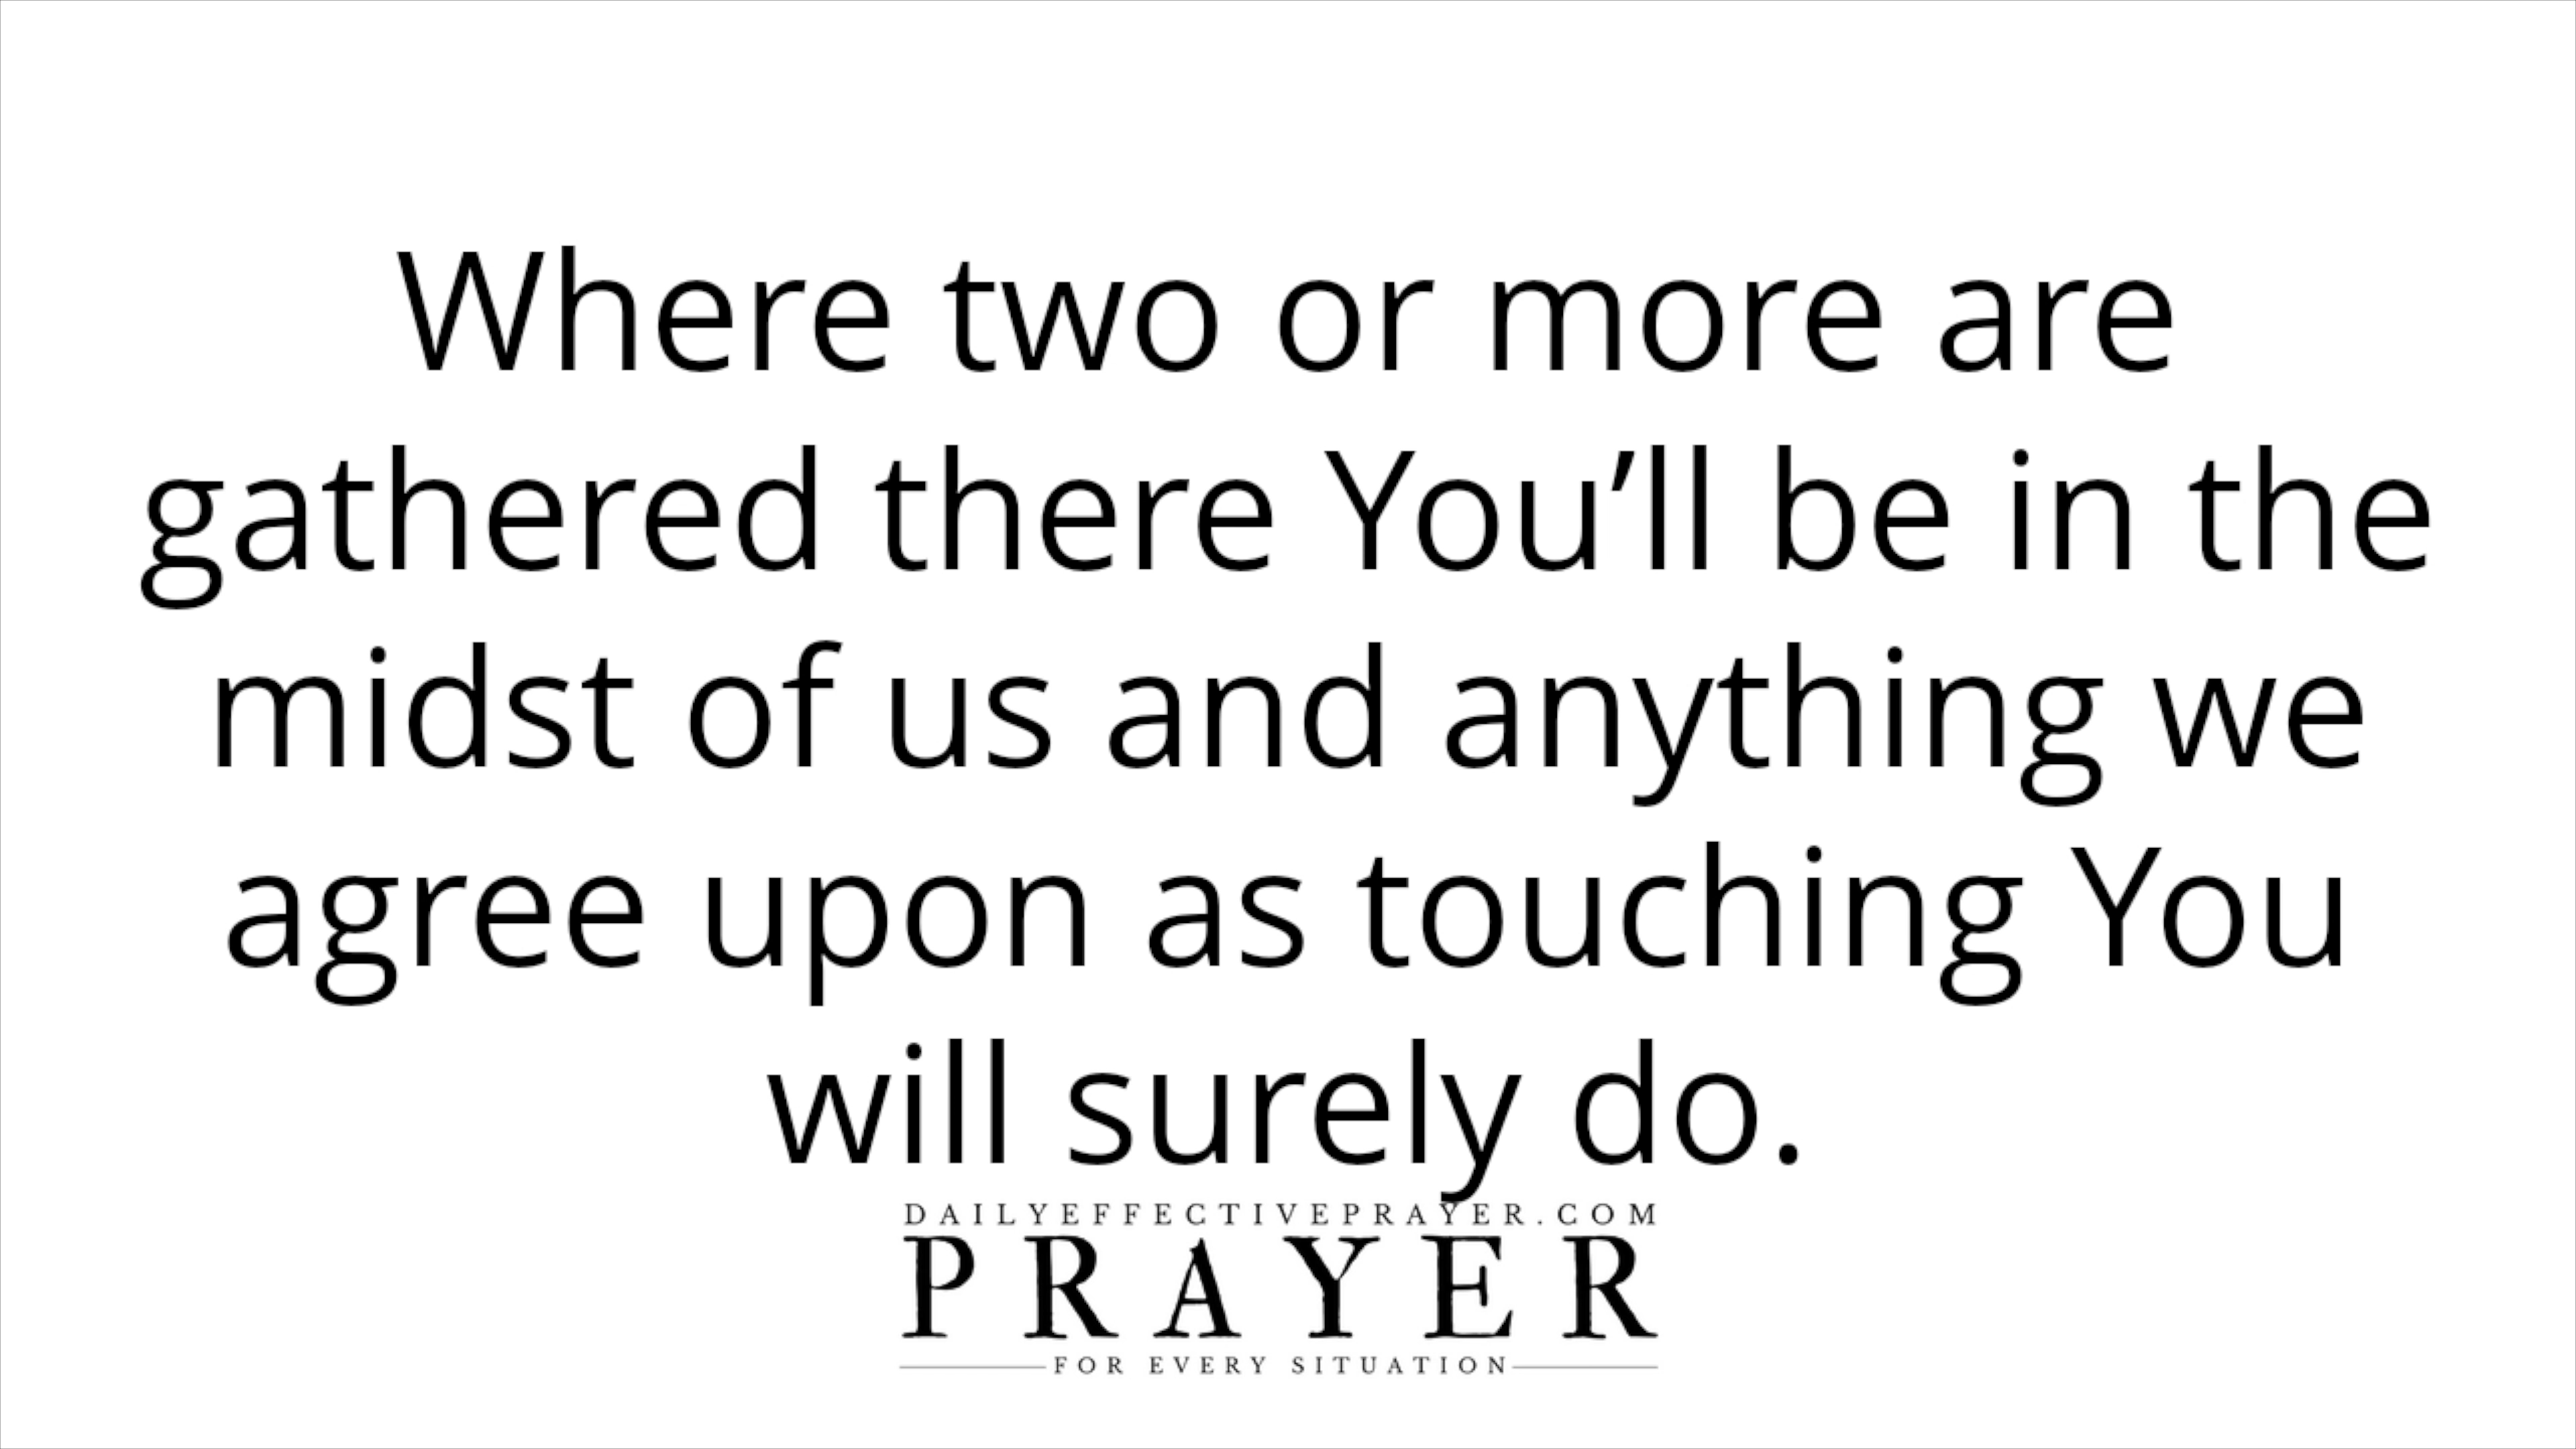 Where two or more are
gathered there You’ll be in the
midst of us and anything we
agree upon as touching You
will surely do.
DAILYEFFECTIVEPRAYER.COM
PRAYER
FOR EVERY SITUATION